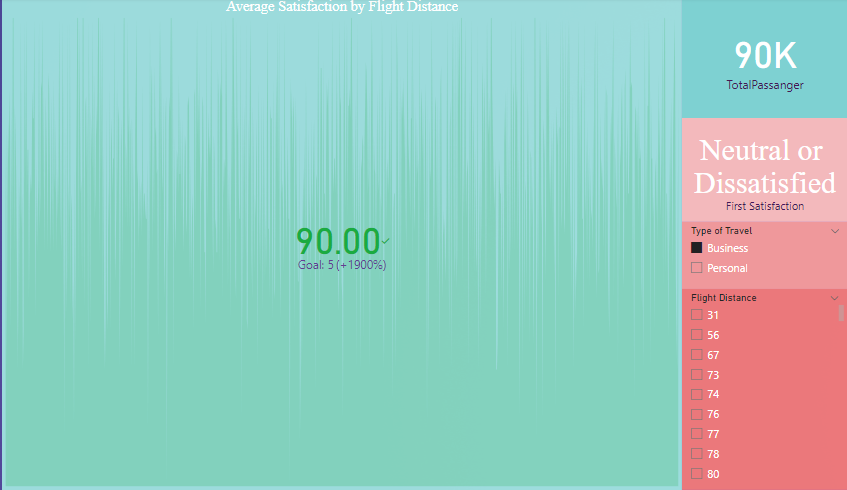 Average Satisfaction by Flight Distance
90.00
Goal: 5 (+1900%)
90K
TotalPassanger
Neutral or
Dissatisfied
First Satisfaction
Type of Travel
Business
Personal
Flight Distance
31
56
67
73
74
76
77
78
80